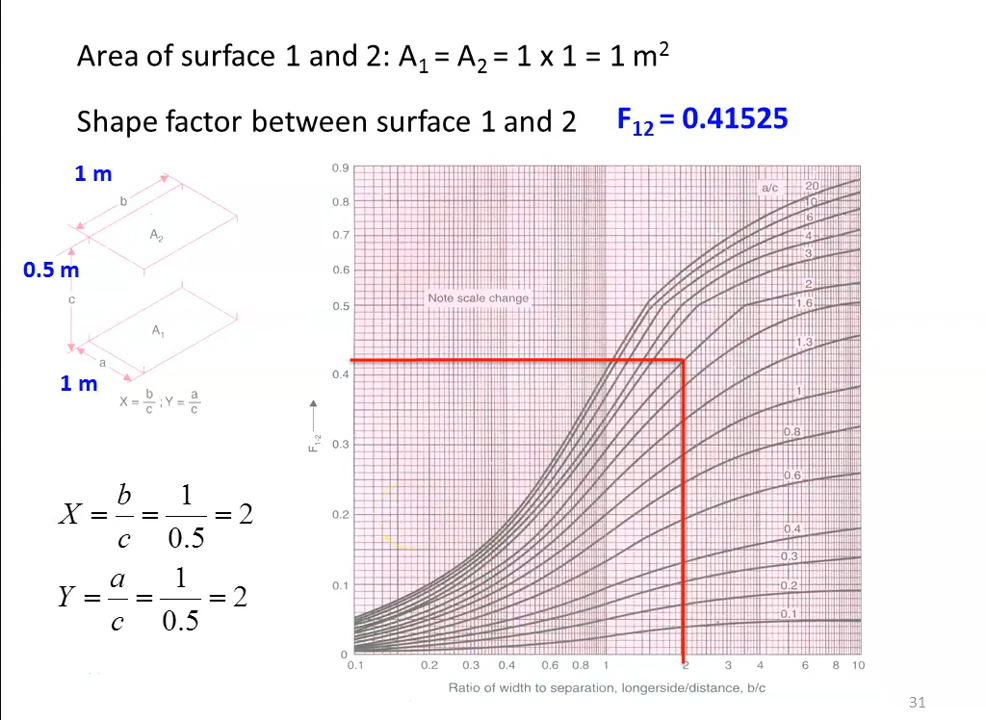 Area of surface 1 and 2: A₁ = A₂ = 1 x 1 = 1 m²
Shape factor between surface 1 and 2 F₁₂ = 0.41525
1 m
b
A₂
0.5 m
c
A₁
a
1 m
X = b/c ; Y = a/c
X = b/c = 1/0.5 = 2
Y = a/c = 1/0.5 = 2
0.9
0.8
0.7
0.6
0.5
0.4
0.3
0.2
0.1
0
F₁₋₂
Note scale change
a/c
20
10
6
4
3
2
1.6
1.3
1
0.8
0.6
0.4
0.3
0.2
0.1
0.1 0.2 0.3 0.4 0.6 0.8 1 2 3 4 6 8 10
Ratio of width to separation, longerside/distance, b/c
31